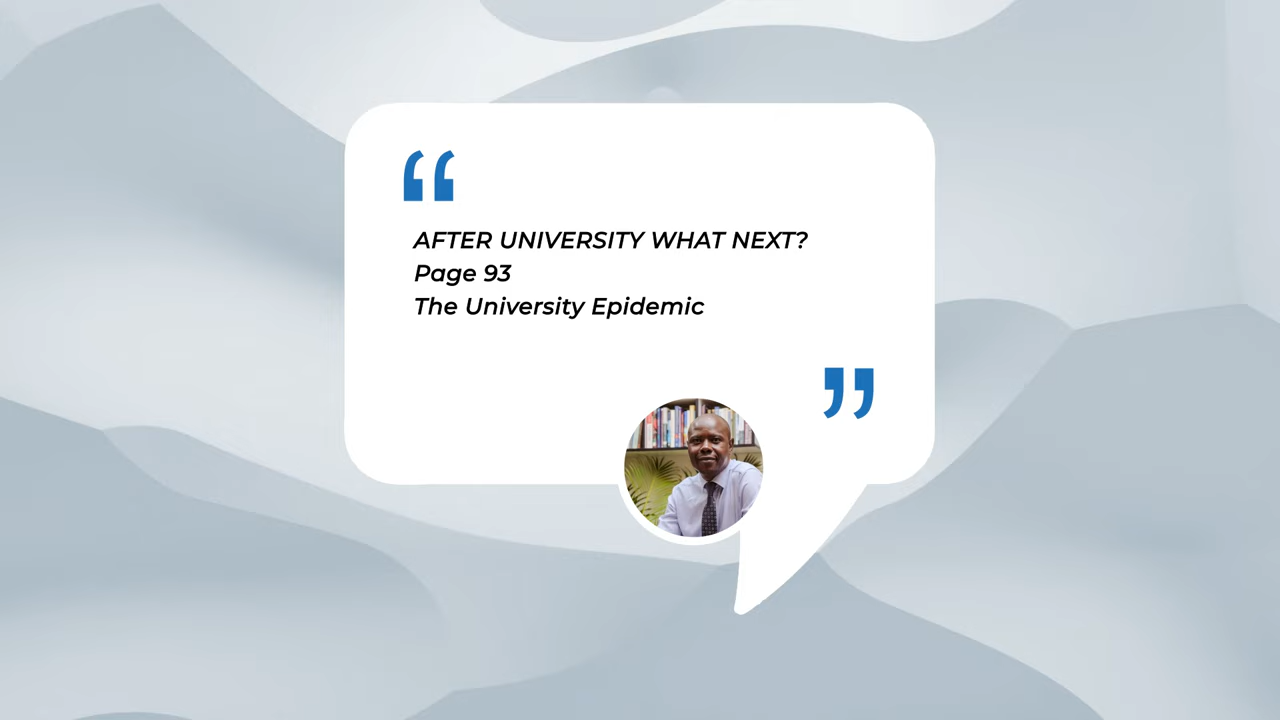 “
AFTER UNIVERSITY WHAT NEXT?
Page 93
The University Epidemic
”